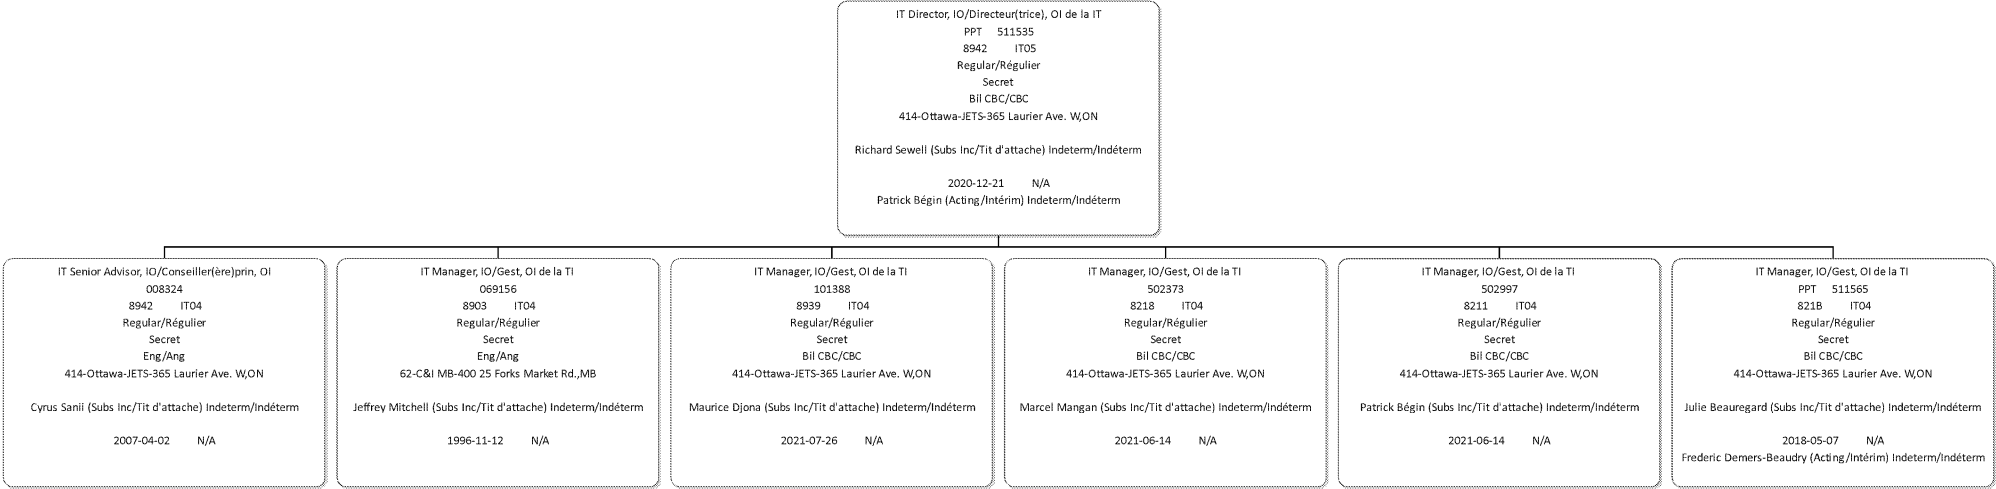 IT Director, IO/Directeur(trice), OI de la IT
PPT 511535
8942 IT05
Regular/Régulier
Secret
Bil CBC/CBC
414-Ottawa-JETS-365 Laurier Ave. W,ON
Richard Sewell (Subs Inc/Tit d'attache) Indeterm/Indéterm
2020-12-21 N/A
Patrick Bégin (Acting/Intérim) Indeterm/Indéterm
IT Senior Advisor, IO/Conseiller(ère)prin, OI
008324
8942 IT04
Regular/Régulier
Secret
Eng/Ang
414-Ottawa-JETS-365 Laurier Ave. W,ON
Cyrus Sanii (Subs Inc/Tit d'attache) Indeterm/Indéterm
2007-04-02 N/A
IT Manager, IO/Gest, OI de la TI
069156
8903 IT04
Regular/Régulier
Secret
Eng/Ang
62-C&I MB-400 25 Forks Market Rd.,MB
Jeffrey Mitchell (Subs Inc/Tit d'attache) Indeterm/Indéterm
1996-11-12 N/A
IT Manager, IO/Gest, OI de la TI
101388
8939 IT04
Regular/Régulier
Secret
Bil CBC/CBC
414-Ottawa-JETS-365 Laurier Ave. W,ON
Maurice Djona (Subs Inc/Tit d'attache) Indeterm/Indéterm
2021-07-26 N/A
IT Manager, IO/Gest, OI de la TI
502373
8218 IT04
Regular/Régulier
Secret
Bil CBC/CBC
414-Ottawa-JETS-365 Laurier Ave. W,ON
Marcel Mangan (Subs Inc/Tit d'attache) Indeterm/Indéterm
2021-06-14 N/A
IT Manager, IO/Gest, OI de la TI
502997
8211 IT04
Regular/Régulier
Secret
Bil CBC/CBC
414-Ottawa-JETS-365 Laurier Ave. W,ON
Patrick Bégin (Subs Inc/Tit d'attache) Indeterm/Indéterm
2021-06-14 N/A
IT Manager, IO/Gest, OI de la TI
PPT 511565
821B IT04
Regular/Régulier
Secret
Bil CBC/CBC
414-Ottawa-JETS-365 Laurier Ave. W,ON
Julie Beauregard (Subs Inc/Tit d'attache) Indeterm/Indéterm
2018-05-07 N/A
Frederic Demers-Beaudry (Acting/Intérim) Indeterm/Indéterm